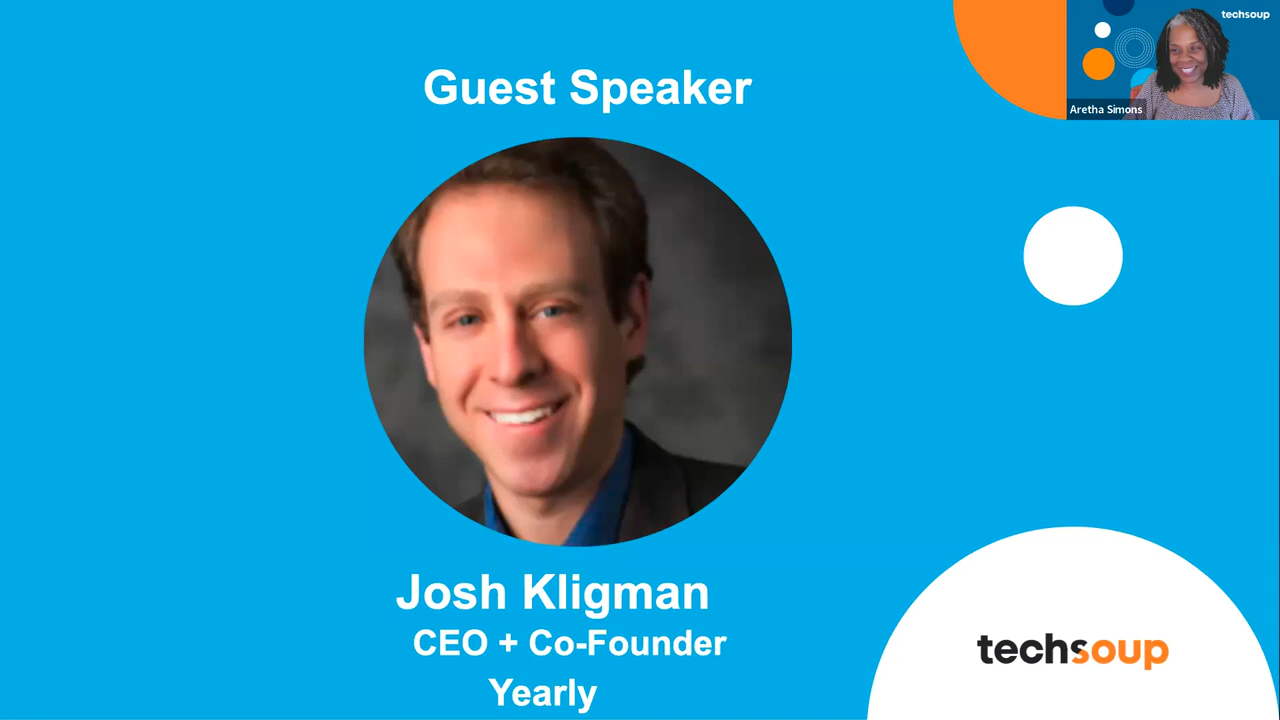 Guest Speaker
techsoup
Aretha Simons
Josh Kligman
CEO + Co-Founder
Yearly
techsoup